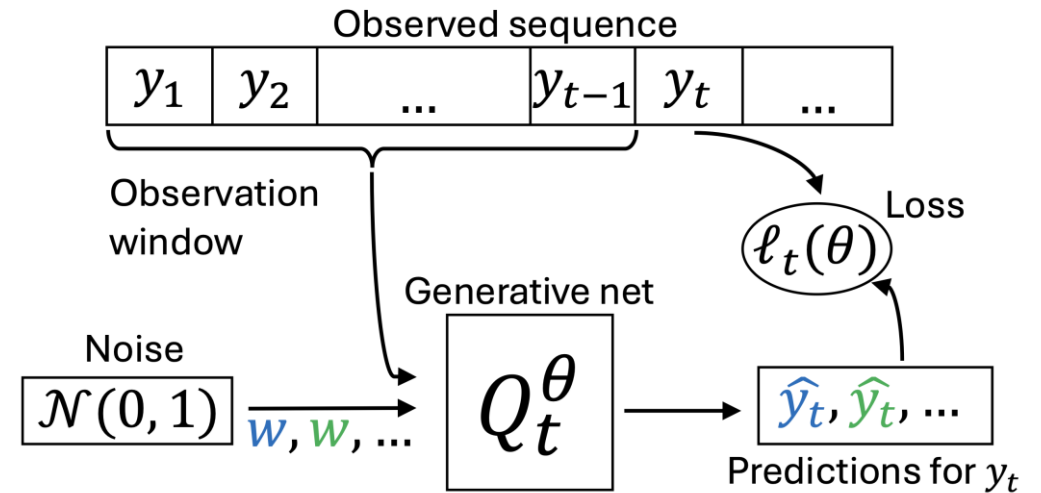 Observed sequence
y₁ y₂ ... yₜ₋₁ yₜ ...
Observation
window
Loss
ℓₜ(θ)
Generative net
Noise
𝒩(0, 1)
w, w, ...
Qₜ^θ
ŷₜ, ŷₜ, ...
Predictions for yₜ